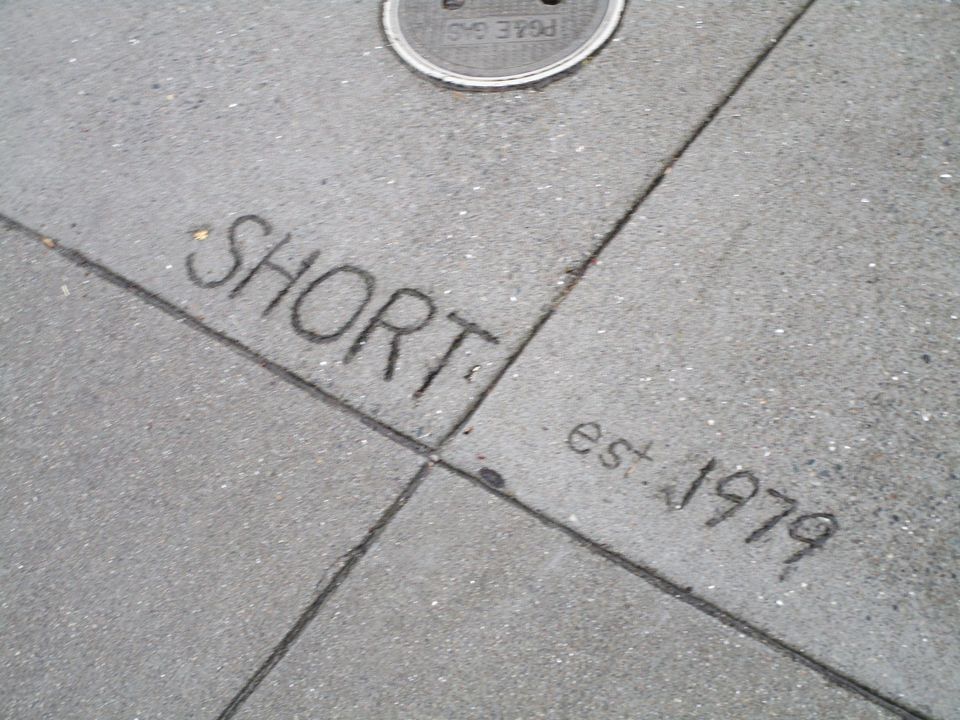 PG&E GAS
SHORT
est. 1979